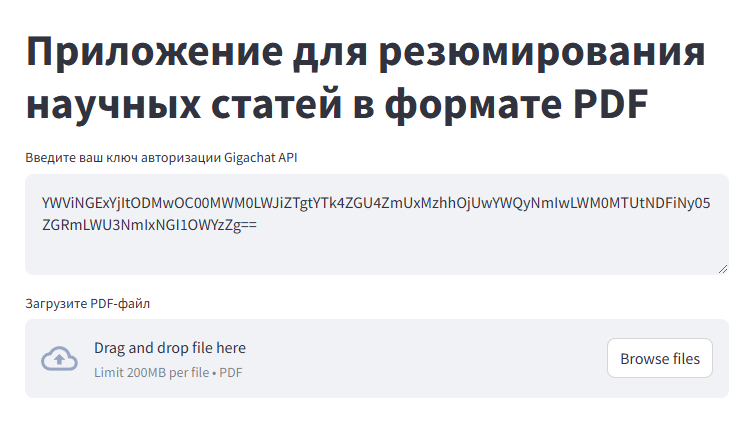 Приложение для резюмирования
научных статей в формате PDF
Введите ваш ключ авторизации Gigachat API
Загрузите PDF-файл
Drag and drop file here
Limit 200MB per file • PDF
Browse files